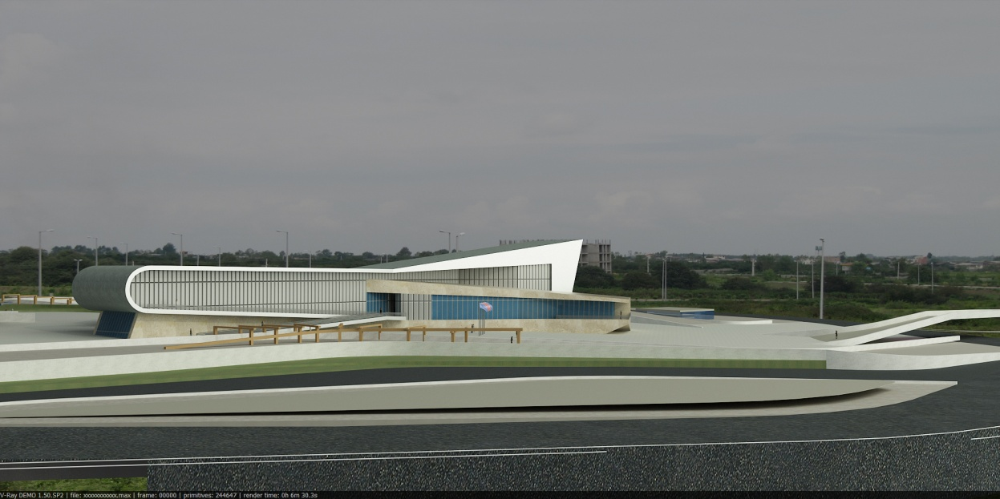 V-Ray DEMO 1.50.SP2 | file: xxxxxxxxxxx.max | frame: 00000 | primitives: 244647 | render time: 0h 6m 30.3s